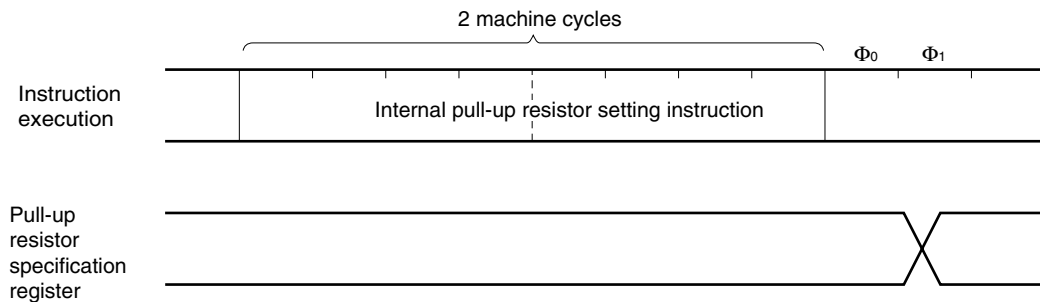 2 machine cycles
Φ0 Φ1
Instruction
execution
Internal pull-up resistor setting instruction
Pull-up
resistor
specification
register